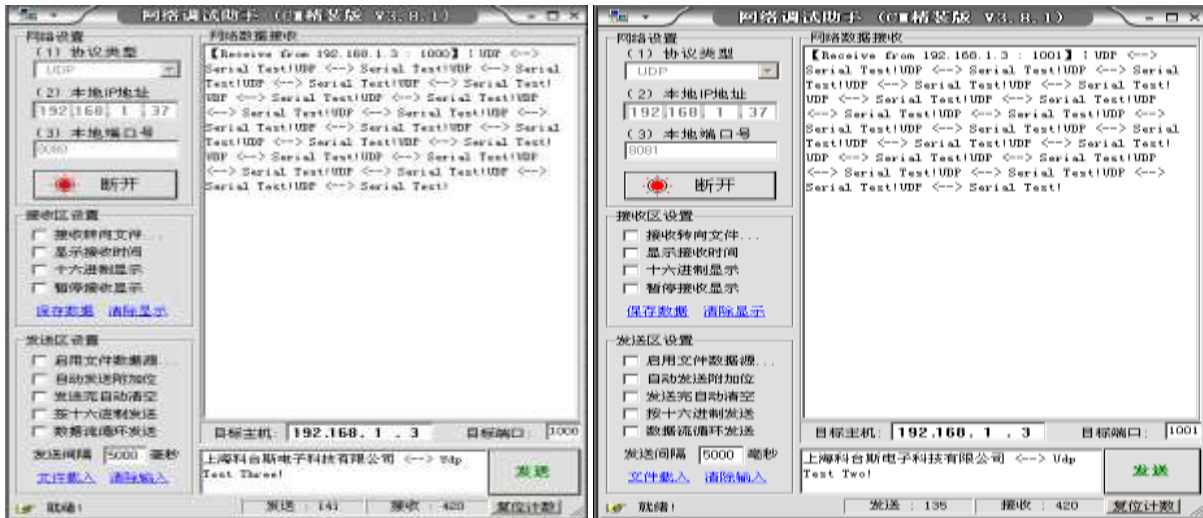 网络调试助手 (C■精装版 V3.8.1)
网络设置
(1) 协议类型
UDP
(2) 本地IP地址
192.168. 1 .37
(3) 本地端口号
8080
断开
接收区设置
接收转向文件...
显示接收时间
十六进制显示
暂停接收显示
保存数据 清除显示
发送区设置
启用文件数据源...
自动发送附加位
发送完自动清空
按十六进制发送
数据流循环发送
发送间隔 5000 毫秒
文件载入 清除输入
就绪!
网络数据接收
【Receive from 192.168.1.3 : 1000】:UDP <-->
Serial Test!UDP <--> Serial Test!UDP <--> Serial
Test!UDP <--> Serial Test!UDP <--> Serial Test!
UDP <--> Serial Test!UDP <--> Serial Test!UDP
<--> Serial Test!UDP <--> Serial Test!UDP <-->
Serial Test!UDP <--> Serial Test!UDP <--> Serial
Test!UDP <--> Serial Test!UDP <--> Serial Test!
UDP <--> Serial Test!UDP <--> Serial Test!UDP
<--> Serial Test!UDP <--> Serial Test!UDP <-->
Serial Test!UDP <--> Serial Test!
目标主机: 192.168. 1 . 3 目标端口: 1000
上海科台斯电子科技有限公司 <--> Udp
Test Three!
发送
发送 : 141 接收 : 420 复位计数
网络调试助手 (C■精装版 V3.8.1)
网络设置
(1) 协议类型
UDP
(2) 本地IP地址
192.168. 1 .37
(3) 本地端口号
8081
断开
接收区设置
接收转向文件...
显示接收时间
十六进制显示
暂停接收显示
保存数据 清除显示
发送区设置
启用文件数据源...
自动发送附加位
发送完自动清空
按十六进制发送
数据流循环发送
发送间隔 5000 毫秒
文件载入 清除输入
就绪!
网络数据接收
【Receive from 192.168.1.3 : 1001】:UDP <-->
Serial Test!UDP <--> Serial Test!UDP <--> Serial
Test!UDP <--> Serial Test!UDP <--> Serial Test!
UDP <--> Serial Test!UDP <--> Serial Test!UDP
<--> Serial Test!UDP <--> Serial Test!UDP <-->
Serial Test!UDP <--> Serial Test!UDP <--> Serial
Test!UDP <--> Serial Test!UDP <--> Serial Test!
UDP <--> Serial Test!UDP <--> Serial Test!UDP
<--> Serial Test!UDP <--> Serial Test!UDP <-->
Serial Test!UDP <--> Serial Test!
目标主机: 192.168. 1 . 3 目标端口: 1001
上海科台斯电子科技有限公司 <--> Udp
Test Two!
发送
发送 : 135 接收 : 420 复位计数